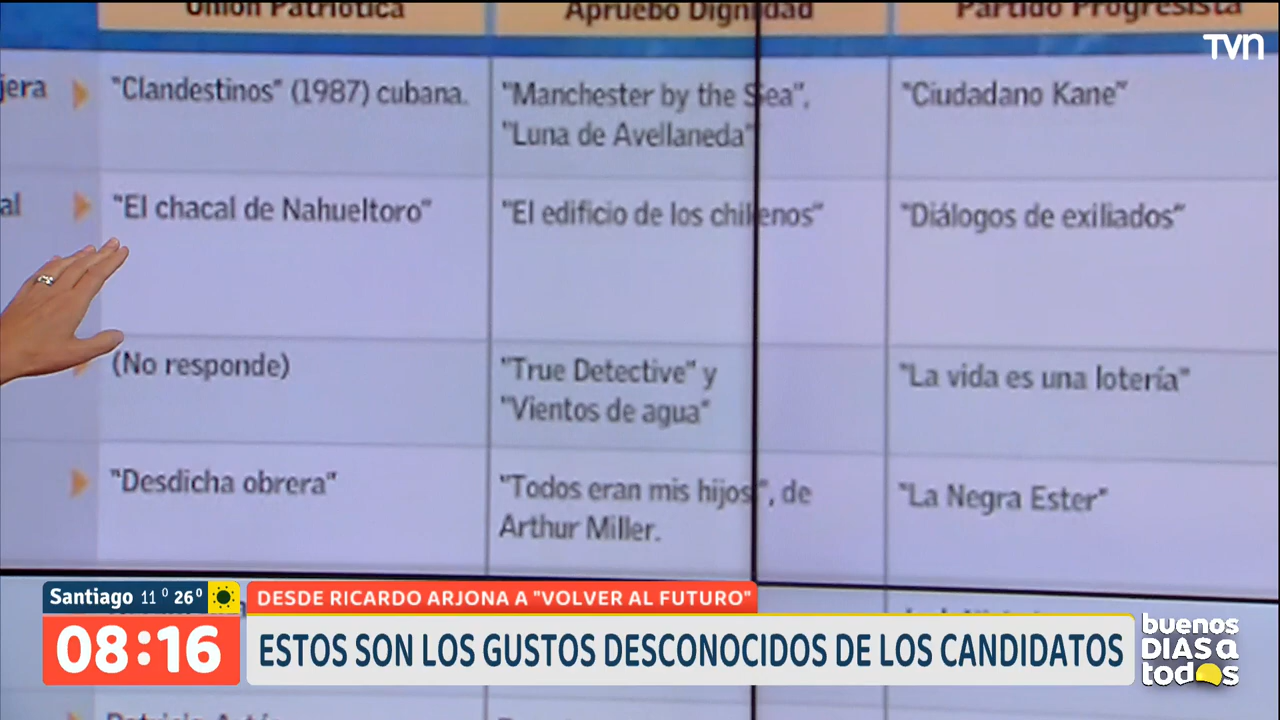 Unión Patriótica
Apruebo Dignidad
Partido Progresista
TVN
jera
"Clandestinos" (1987) cubana.
"Manchester by the Sea",
"Luna de Avellaneda"
"Ciudadano Kane"
al
"El chacal de Nahueltoro"
"El edificio de los chilenos"
"Diálogos de exiliados"
(No responde)
"True Detective" y
"Vientos de agua"
"La vida es una lotería"
"Desdicha obrera"
"Todos eran mis hijos", de
Arthur Miller.
"La Negra Ester"
Santiago 11° 26°
DESDE RICARDO ARJONA A "VOLVER AL FUTURO"
08:16
ESTOS SON LOS GUSTOS DESCONOCIDOS DE LOS CANDIDATOS
buenos
DÍAS a
todos